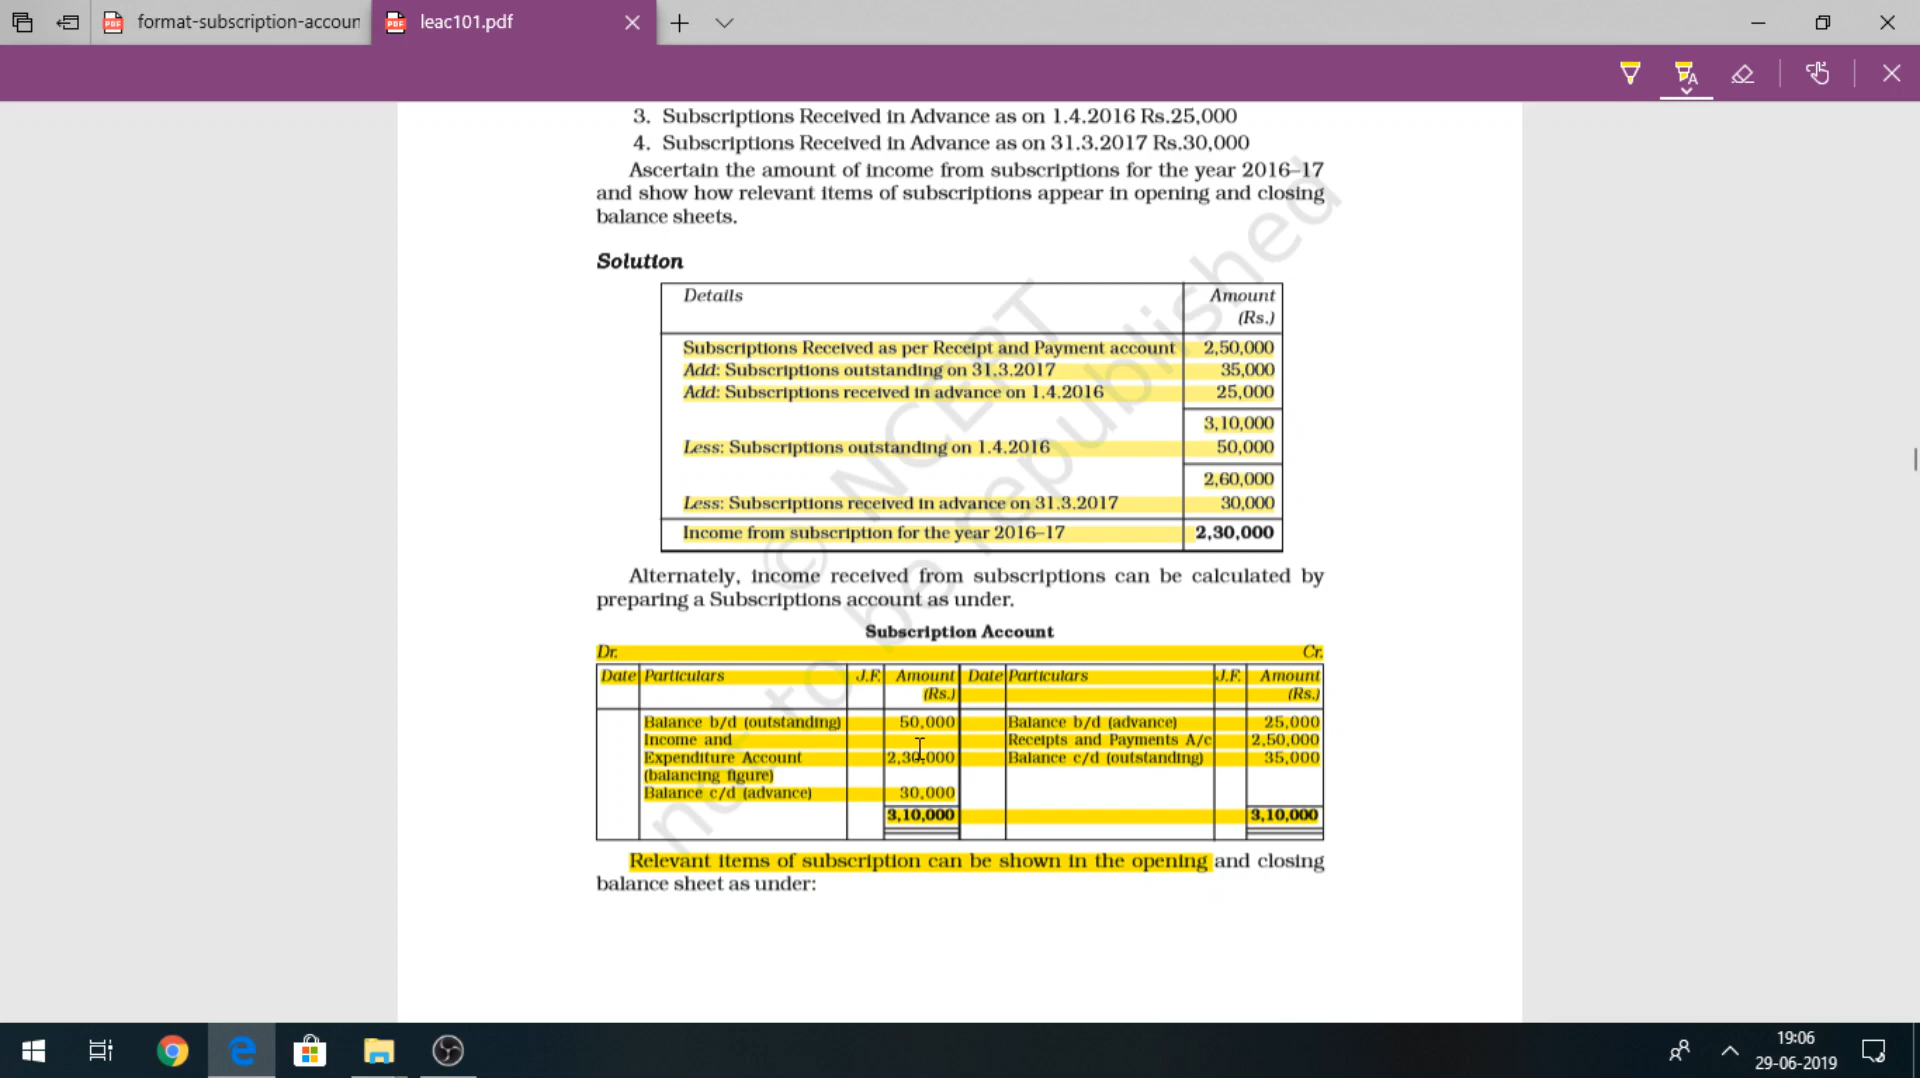 format-subscription-accoun
leac101.pdf
3. Subscriptions Received in Advance as on 1.4.2016 Rs.25,000
4. Subscriptions Received in Advance as on 31.3.2017 Rs.30,000
Ascertain the amount of income from subscriptions for the year 2016–17
and show how relevant items of subscriptions appear in opening and closing
balance sheets.
Solution
Details Amount
(Rs.)
Subscriptions Received as per Receipt and Payment account 2,50,000
Add: Subscriptions outstanding on 31.3.2017 35,000
Add: Subscriptions received in advance on 1.4.2016 25,000
3,10,000
Less: Subscriptions outstanding on 1.4.2016 50,000
2,60,000
Less: Subscriptions received in advance on 31.3.2017 30,000
Income from subscription for the year 2016–17 2,30,000
Alternately, income received from subscriptions can be calculated by
preparing a Subscriptions account as under.
Subscription Account
Dr. Cr.
Date Particulars J.F. Amount Date Particulars J.F. Amount
(Rs.) (Rs.)
Balance b/d (outstanding) 50,000 Balance b/d (advance) 25,000
Income and Receipts and Payments A/c 2,50,000
Expenditure Account 2,30,000 Balance c/d (outstanding) 35,000
(balancing figure)
Balance c/d (advance) 30,000
3,10,000 3,10,000
Relevant items of subscription can be shown in the opening and closing
balance sheet as under:
© NCERT
not to be republished
19:06
29-06-2019